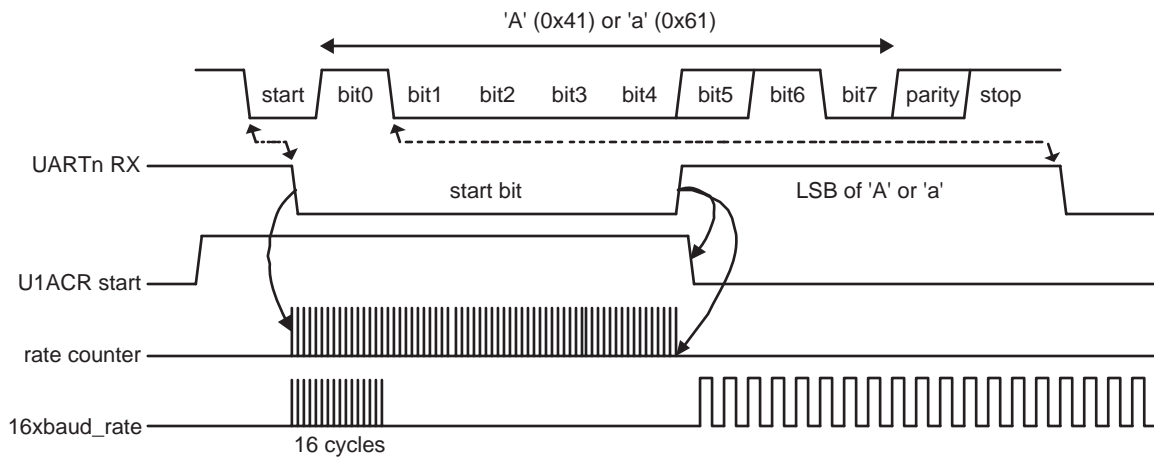 'A' (0x41) or 'a' (0x61)
start bit0 bit1 bit2 bit3 bit4 bit5 bit6 bit7 parity stop
UARTn RX
start bit
LSB of 'A' or 'a'
U1ACR start
rate counter
16xbaud_rate
16 cycles